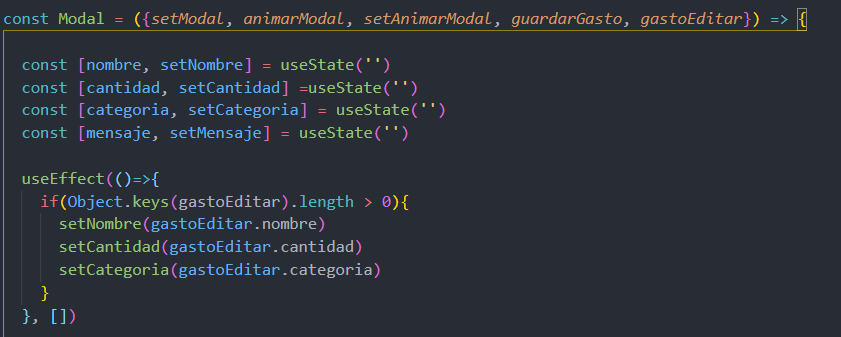 const Modal = ({setModal, animarModal, setAnimarModal, guardarGasto, gastoEditar}) => {
const [nombre, setNombre] = useState('')
const [cantidad, setCantidad] =useState('')
const [categoria, setCategoria] = useState('')
const [mensaje, setMensaje] = useState('')
useEffect(()=>{
if(Object.keys(gastoEditar).length > 0){
setNombre(gastoEditar.nombre)
setCantidad(gastoEditar.cantidad)
setCategoria(gastoEditar.categoria)
}
}, [])